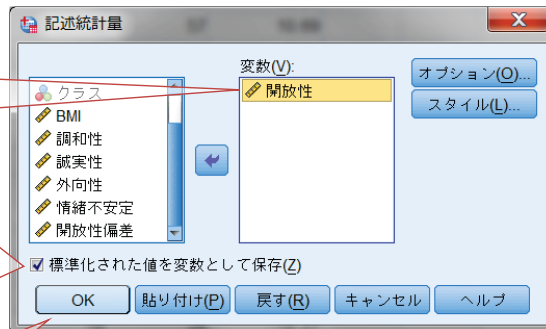 記述統計量
変数(V):
クラス
BMI
調和性
誠実性
外向性
情緒不安定
開放性偏差
開放性
オプション(O)...
スタイル(L)...
標準化された値を変数として保存(Z)
OK 貼り付け(P) 戻す(R) キャンセル ヘルプ